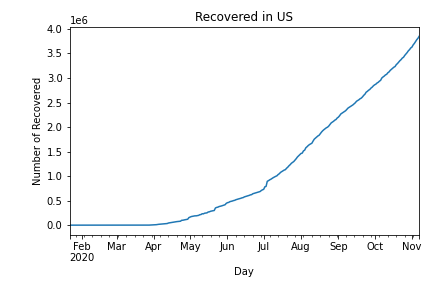 Recovered in US
1e6
4.0
3.5
3.0
2.5
2.0
1.5
1.0
0.5
0.0
Number of Recovered
Feb Mar Apr May Jun Jul Aug Sep Oct Nov
2020
Day